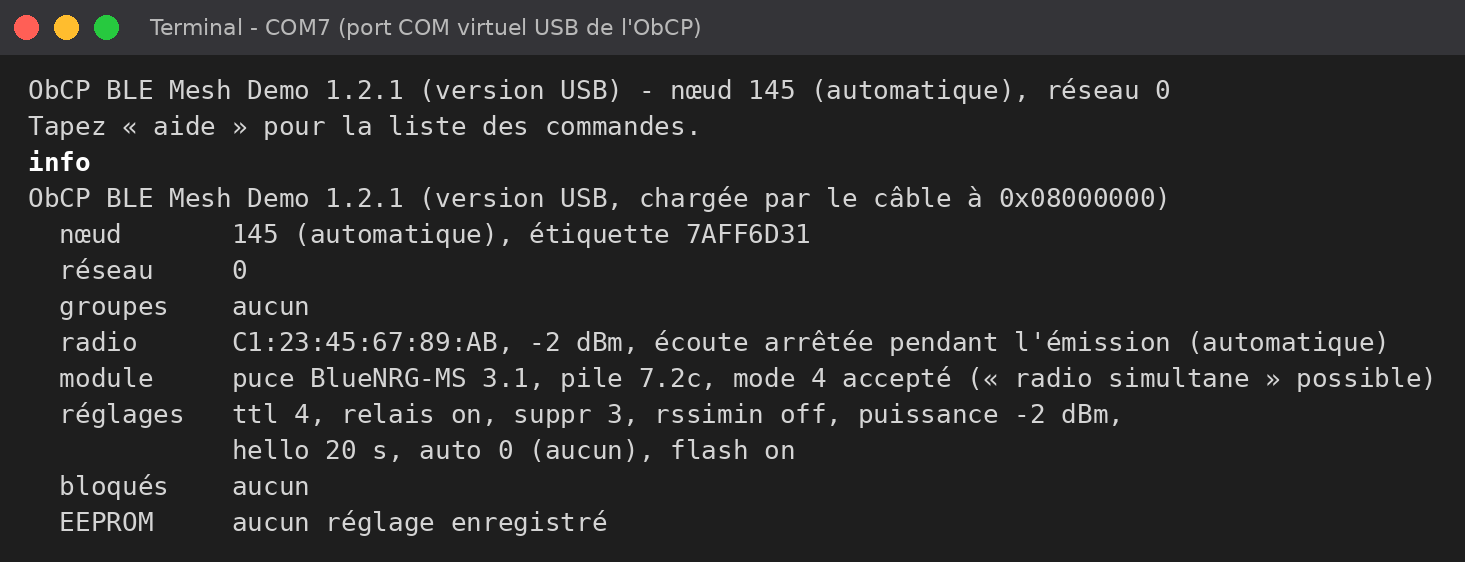 Terminal - COM7 (port COM virtuel USB de l'ObCP)
ObCP BLE Mesh Demo 1.2.1 (version USB) - nœud 145 (automatique), réseau 0
Tapez « aide » pour la liste des commandes.
info
ObCP BLE Mesh Demo 1.2.1 (version USB, chargée par le câble à 0x08000000)
  nœud       145 (automatique), étiquette 7AFF6D31
  réseau     0
  groupes    aucun
  radio      C1:23:45:67:89:AB, -2 dBm, écoute arrêtée pendant l'émission (automatique)
  module     puce BlueNRG-MS 3.1, pile 7.2c, mode 4 accepté (« radio simultane » possible)
  réglages   ttl 4, relais on, suppr 3, rssimin off, puissance -2 dBm,
             hello 20 s, auto 0 (aucun), flash on
  bloqués    aucun
  EEPROM     aucun réglage enregistré